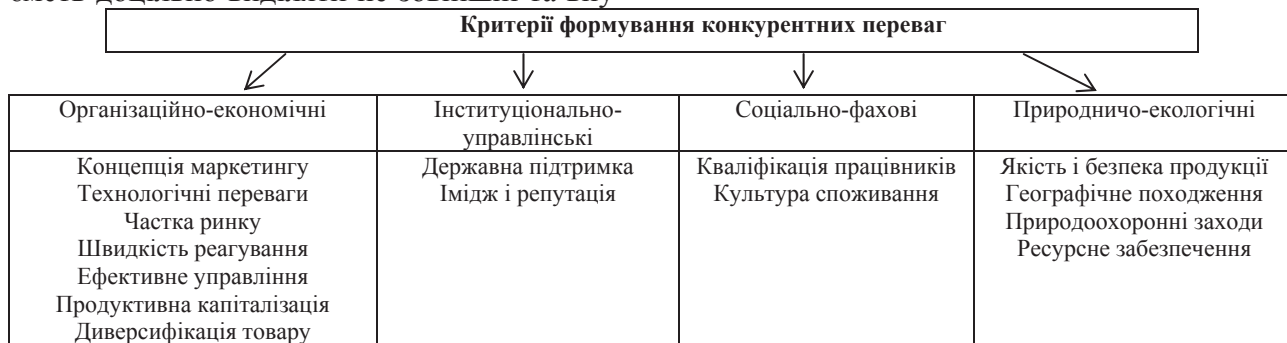 Критерії формування конкурентних переваг
Організаційно-економічні
Інституціонально-
управлінські
Соціально-фахові
Природничо-екологічні
Концепція маркетингу
Технологічні переваги
Частка ринку
Швидкість реагування
Ефективне управління
Продуктивна капіталізація
Диверсифікація товару
Державна підтримка
Імідж і репутація
Кваліфікація працівників
Культура споживання
Якість і безпека продукції
Географічне походження
Природоохоронні заходи
Ресурсне забезпечення